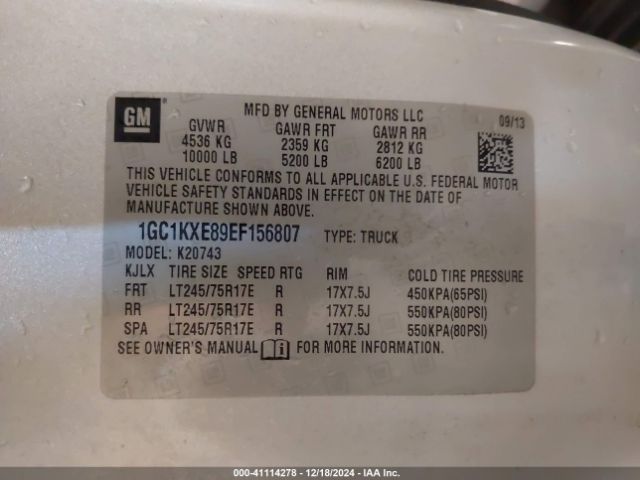 GM
MFD BY GENERAL MOTORS LLC 09/13
GVWR GAWR FRT GAWR RR
4536 KG 2359 KG 2812 KG
10000 LB 5200 LB 6200 LB
THIS VEHICLE CONFORMS TO ALL APPLICABLE U.S. FEDERAL MOTOR
VEHICLE SAFETY STANDARDS IN EFFECT ON THE DATE OF
MANUFACTURE SHOWN ABOVE.
1GC1KXE89EF156807 TYPE: TRUCK
MODEL: K20743
KJLX TIRE SIZE SPEED RTG RIM COLD TIRE PRESSURE
FRT LT245/75R17E R 17X7.5J 450KPA(65PSI)
RR LT245/75R17E R 17X7.5J 550KPA(80PSI)
SPA LT245/75R17E R 17X7.5J 550KPA(80PSI)
SEE OWNER'S MANUAL i FOR MORE INFORMATION.
000-41114278 - 12/18/2024 - IAA Inc.